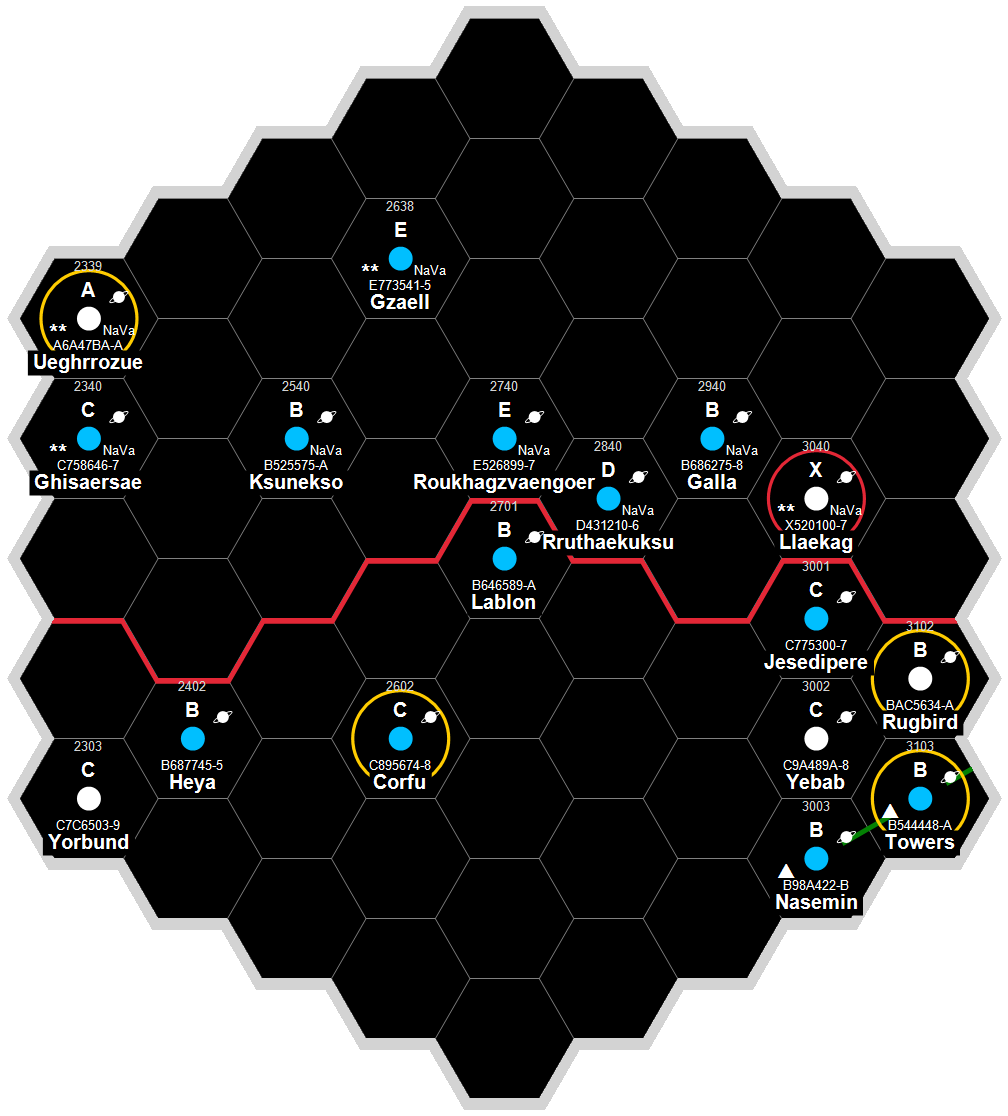 2638
E
** NaVa
E773541-5
Gzaell
2339
A
** NaVa
A6A47BA-A
Ueghrrozue
2340
C
** NaVa
C758646-7
Ghisaersae
2540
B
NaVa
B525575-A
Ksunekso
2740
E
NaVa
E526899-7
Roukhagzvaengoer
2940
B
NaVa
B686275-8
Galla
2840
D
NaVa
D431210-6
Rruthaekuksu
3040
X
** NaVa
X520100-7
Llaekag
2701
B
B646589-A
Lablon
3001
C
C775300-7
Jesedipere
3102
B
BAC5634-A
Rugbird
2402
B
B687745-5
Heya
2602
C
C895674-8
Corfu
3002
C
C9A489A-8
Yebab
2303
C
C7C6503-9
Yorbund
3103
B
B544448-A
Towers
3003
B
B98A422-B
Nasemin